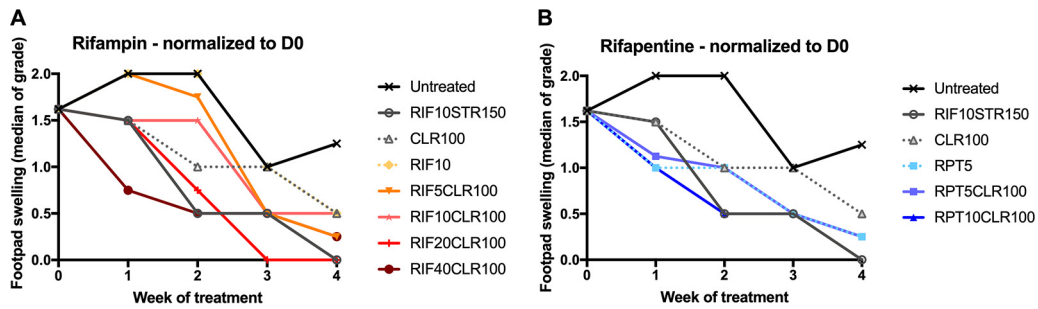 A
Rifampin - normalized to D0
Footpad swelling (median of grade)
2.0
1.5
1.0
0.5
0.0
0 1 2 3 4
Week of treatment
Untreated
RIF10STR150
CLR100
RIF10
RIF5CLR100
RIF10CLR100
RIF20CLR100
RIF40CLR100
B
Rifapentine - normalized to D0
Footpad swelling (median of grade)
2.0
1.5
1.0
0.5
0.0
0 1 2 3 4
Week of treatment
Untreated
RIF10STR150
CLR100
RPT5
RPT5CLR100
RPT10CLR100